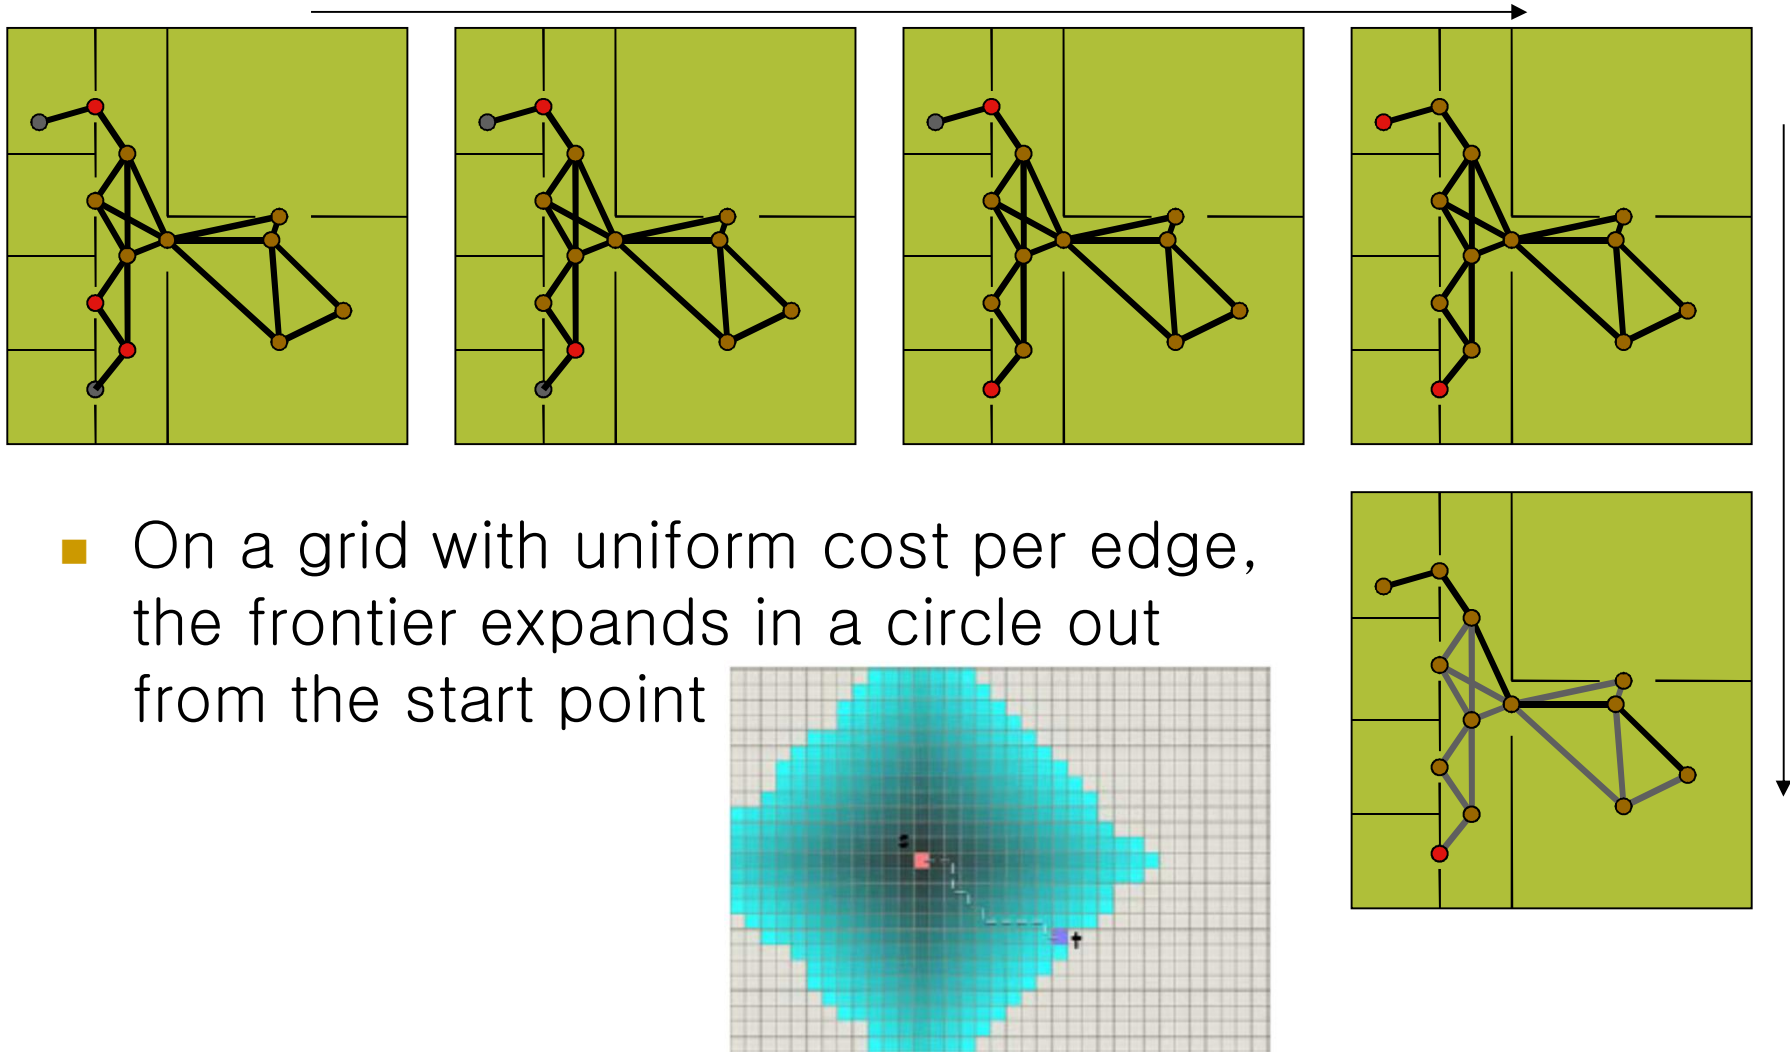 On a grid with uniform cost per edge,
the frontier expands in a circle out
from the start point
s
t